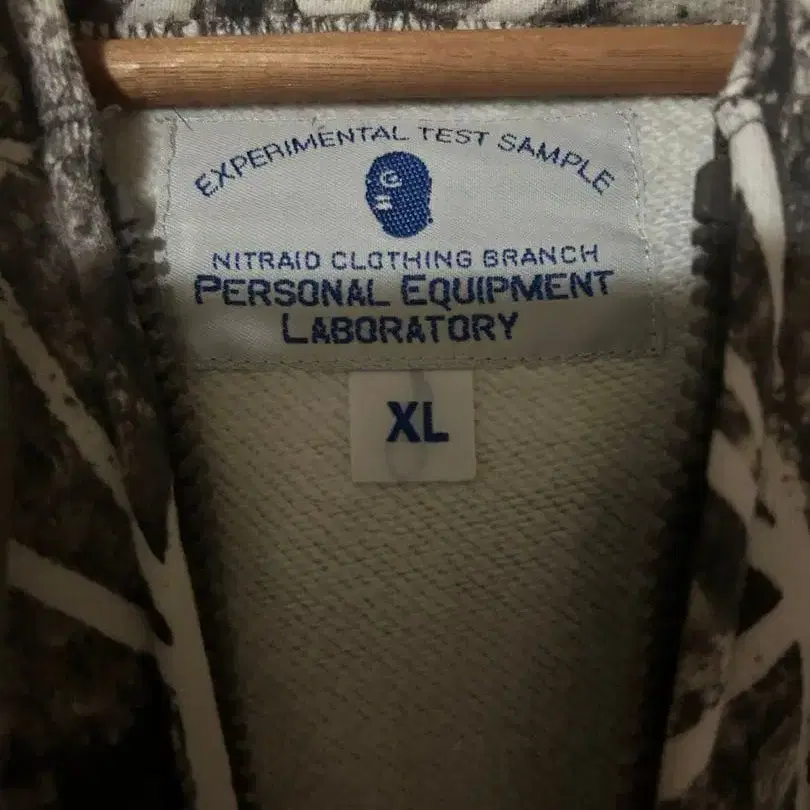 EXPERIMENTAL TEST SAMPLE
NITRAID CLOTHING BRANCH
PERSONAL EQUIPMENT
LABORATORY
XL